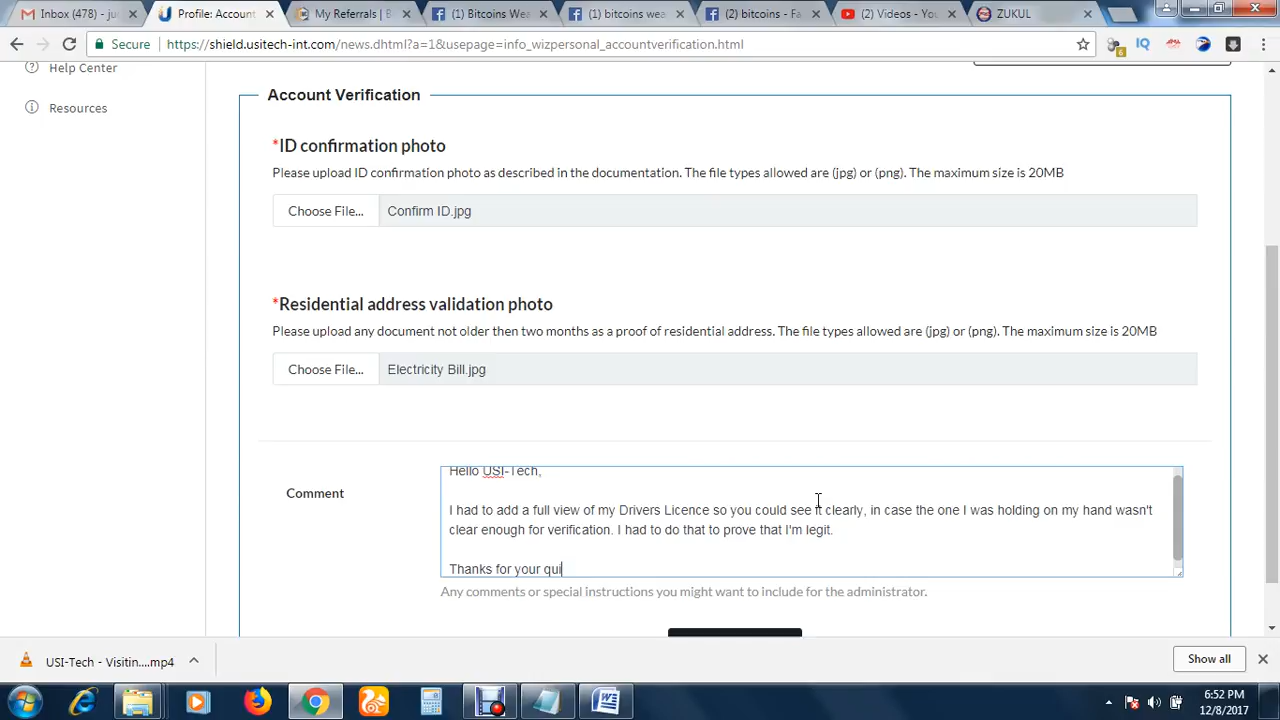 Inbox (478) - ju
Profile: Account
My Referrals | B
(1) Bitcoins Wea
(1) bitcoins wea
(2) bitcoins - Fa
(2) Videos - You
ZUKUL
Secure
https://shield.usitech-int.com/news.dhtml?a=1&usepage=info_wizpersonal_accountverification.html
6
IQ
Help Center
Resources
Account Verification
*ID confirmation photo
Please upload ID confirmation photo as described in the documentation. The file types allowed are (jpg) or (png). The maximum size is 20MB
Choose File... Confirm ID.jpg
*Residential address validation photo
Please upload any document not older then two months as a proof of residential address. The file types allowed are (jpg) or (png). The maximum size is 20MB
Choose File... Electricity Bill.jpg
Comment
Hello USI-Tech,
I had to add a full view of my Drivers Licence so you could see it clearly, in case the one I was holding on my hand wasn't
clear enough for verification. I had to do that to prove that I'm legit.
Thanks for your qui
Any comments or special instructions you might want to include for the administrator.
USI-Tech - Visitin....mp4
Show all
6:52 PM
12/8/2017